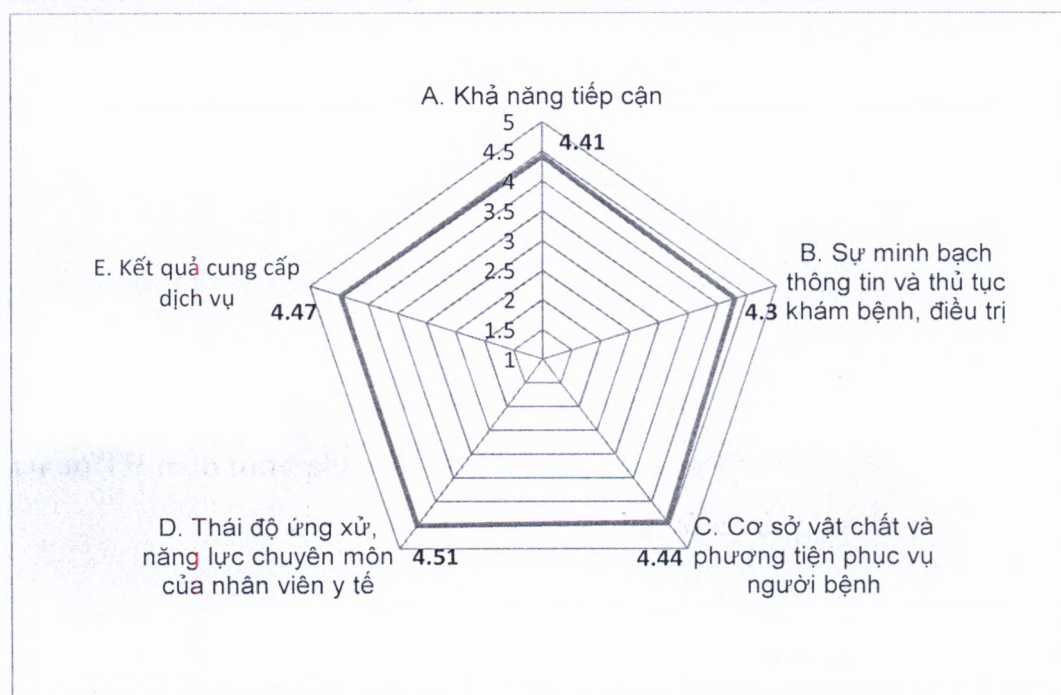 A. Khả năng tiếp cận
5
4.41
4.5
4
3.5
3
2.5
2
1.5
1
B. Sự minh bạch
thông tin và thủ tục
4.3 khám bệnh, điều trị
E. Kết quả cung cấp
dịch vụ
4.47
D. Thái độ ứng xử,
năng lực chuyên môn
của nhân viên y tế
4.51
C. Cơ sở vật chất và
4.44 phương tiện phục vụ
người bệnh